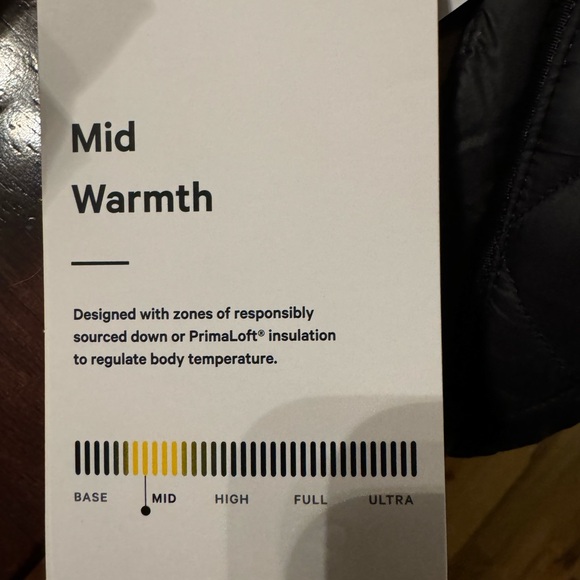 Mid
Warmth
Designed with zones of responsibly
sourced down or PrimaLoft® insulation
to regulate body temperature.
BASE MID HIGH FULL ULTRA